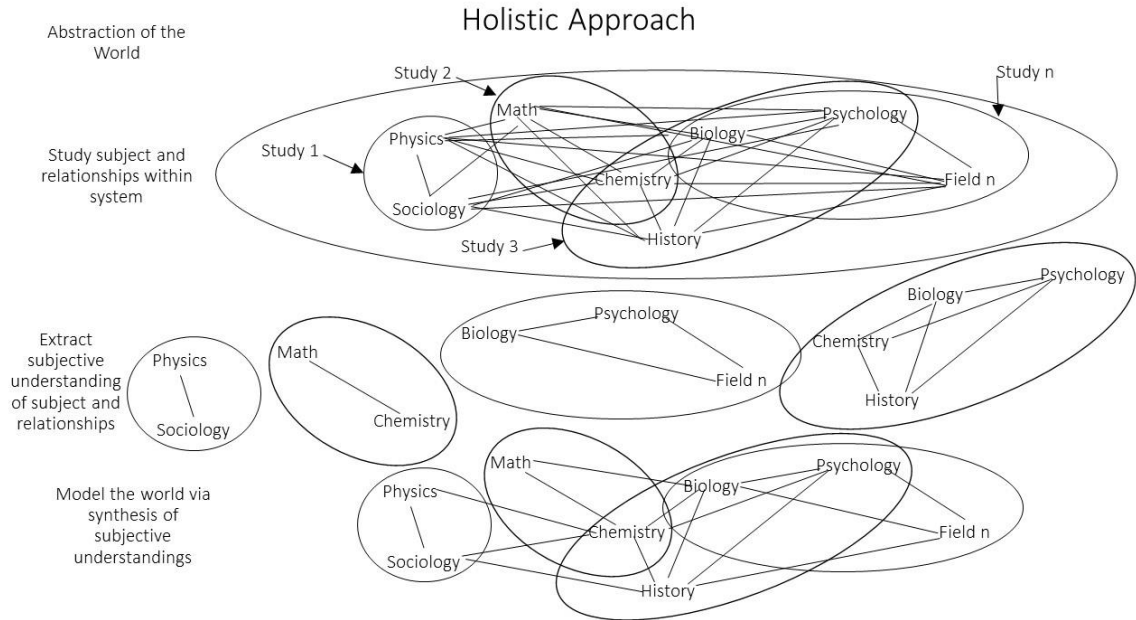 Holistic Approach
Abstraction of the
World
Study 2
Study n
Math
Psychology
Physics
Biology
Study 1
Study subject and
relationships within
system
Chemistry
Field n
Sociology
Study 3
History
Extract
subjective
understanding
of subject and
relationships
Physics
Sociology
Math
Chemistry
Psychology
Biology
Field n
Psychology
Biology
Chemistry
History
Model the world via
synthesis of
subjective
understandings
Math
Psychology
Physics
Biology
Chemistry
Field n
Sociology
History